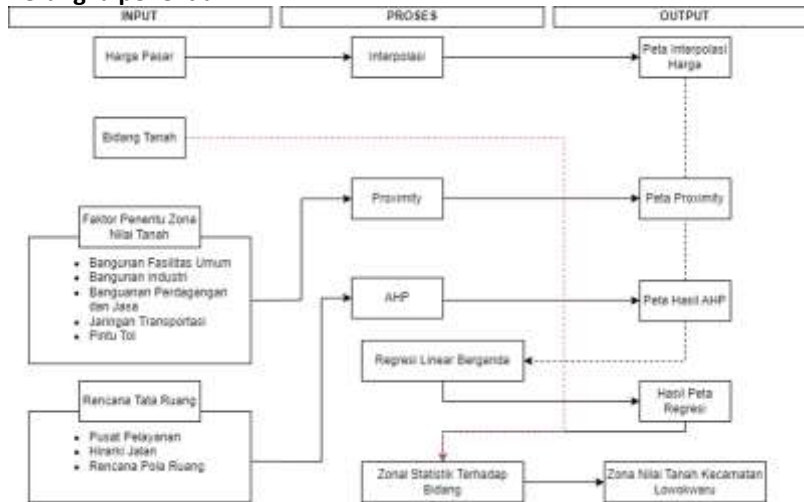 INPUT
PROSES
OUTPUT
Harga Pasar
Interpolasi
Peta Interpolasi
Harga
Bidang Tanah
Faktor Penentu Zona
Nilai Tanah
• Bangunan Fasilitas Umum
• Bangunan Industri
• Banguanan Perdagangan
dan Jasa
• Jaringan Transportasi
• Pintu Tol
Proximity
Peta Proximity
AHP
Peta Hasil AHP
Regresi Linear Berganda
Rencana Tata Ruang
• Pusat Pelayanan
• Hirarki Jalan
• Rencana Pola Ruang
Hasil Peta
Regresi
Zonal Statistik Terhadap
Bidang
Zona Nilai Tanah Kecamatan
Lowokwaru